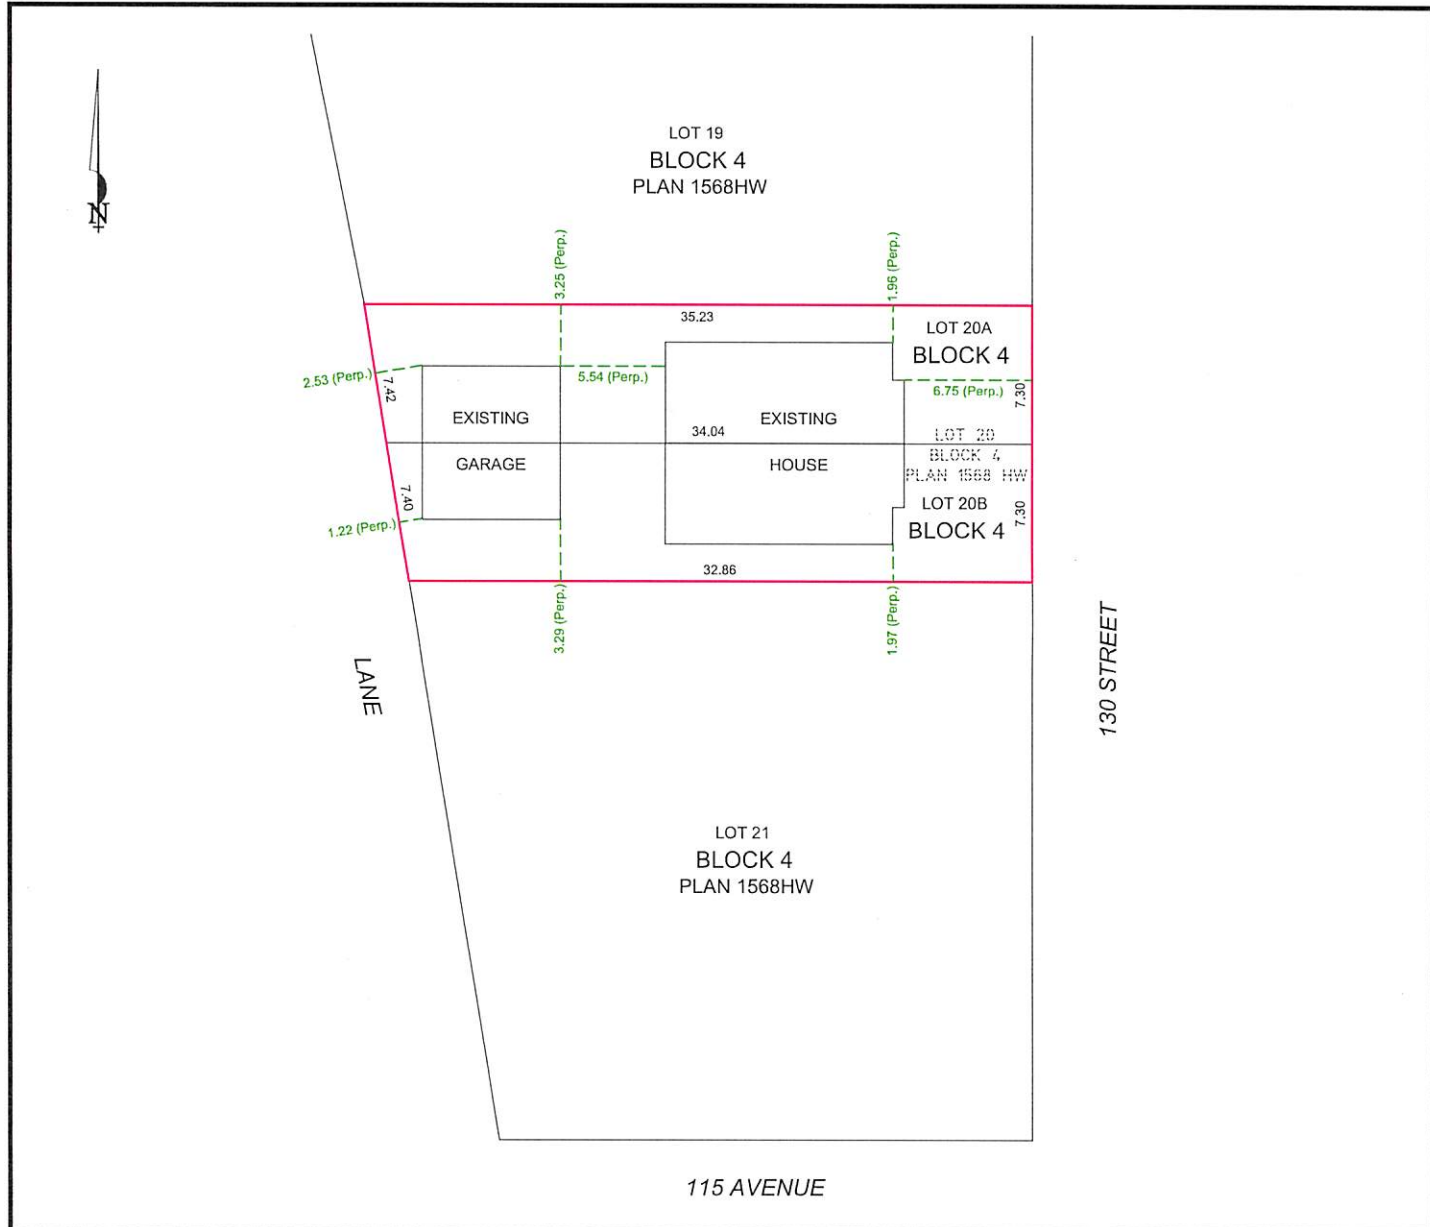 N
LOT 19
BLOCK 4
PLAN 1568HW
3.25 (Perp.)
1.96 (Perp.)
35.23
LOT 20A
BLOCK 4
2.53 (Perp.)
7.42
5.54 (Perp.)
6.75 (Perp.)
7.30
EXISTING
GARAGE
34.04
EXISTING
HOUSE
LOT 20
BLOCK 4
PLAN 1568 HW
7.40
1.22 (Perp.)
LOT 20B
BLOCK 4
7.30
32.86
3.29 (Perp.)
1.97 (Perp.)
LANE
130 STREET
LOT 21
BLOCK 4
PLAN 1568HW
115 AVENUE